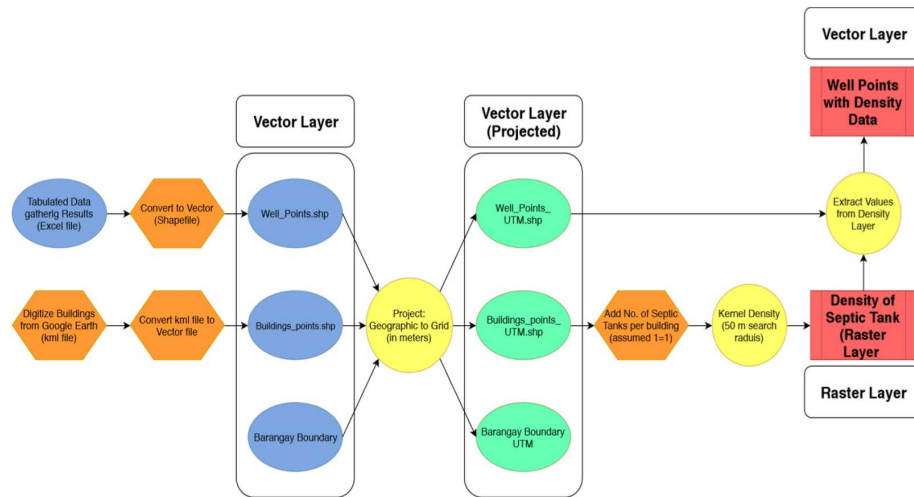 Vector Layer
Well Points
with Density
Data
Vector Layer
Vector Layer
(Projected)
Tabulated Data
gatherig Results
(Excel file)
Convert to Vector
(Shapefile)
Well_Points.shp
Well_Points_
UTM.shp
Extract Values
from Density
Layer
Digitize Buildings
from Google Earth
(kml file)
Convert kml file to
Vector file
Buildings_points.shp
Project:
Geographic to Grid
(in meters)
Buildings_points_
UTM.shp
Add No. of Septic
Tanks per building
(assumed 1=1)
Kernel Density
(50 m search
raduis)
Density of
Septic Tank
(Raster
Layer
Raster Layer
Barangay Boundary
Barangay Boundary
UTM